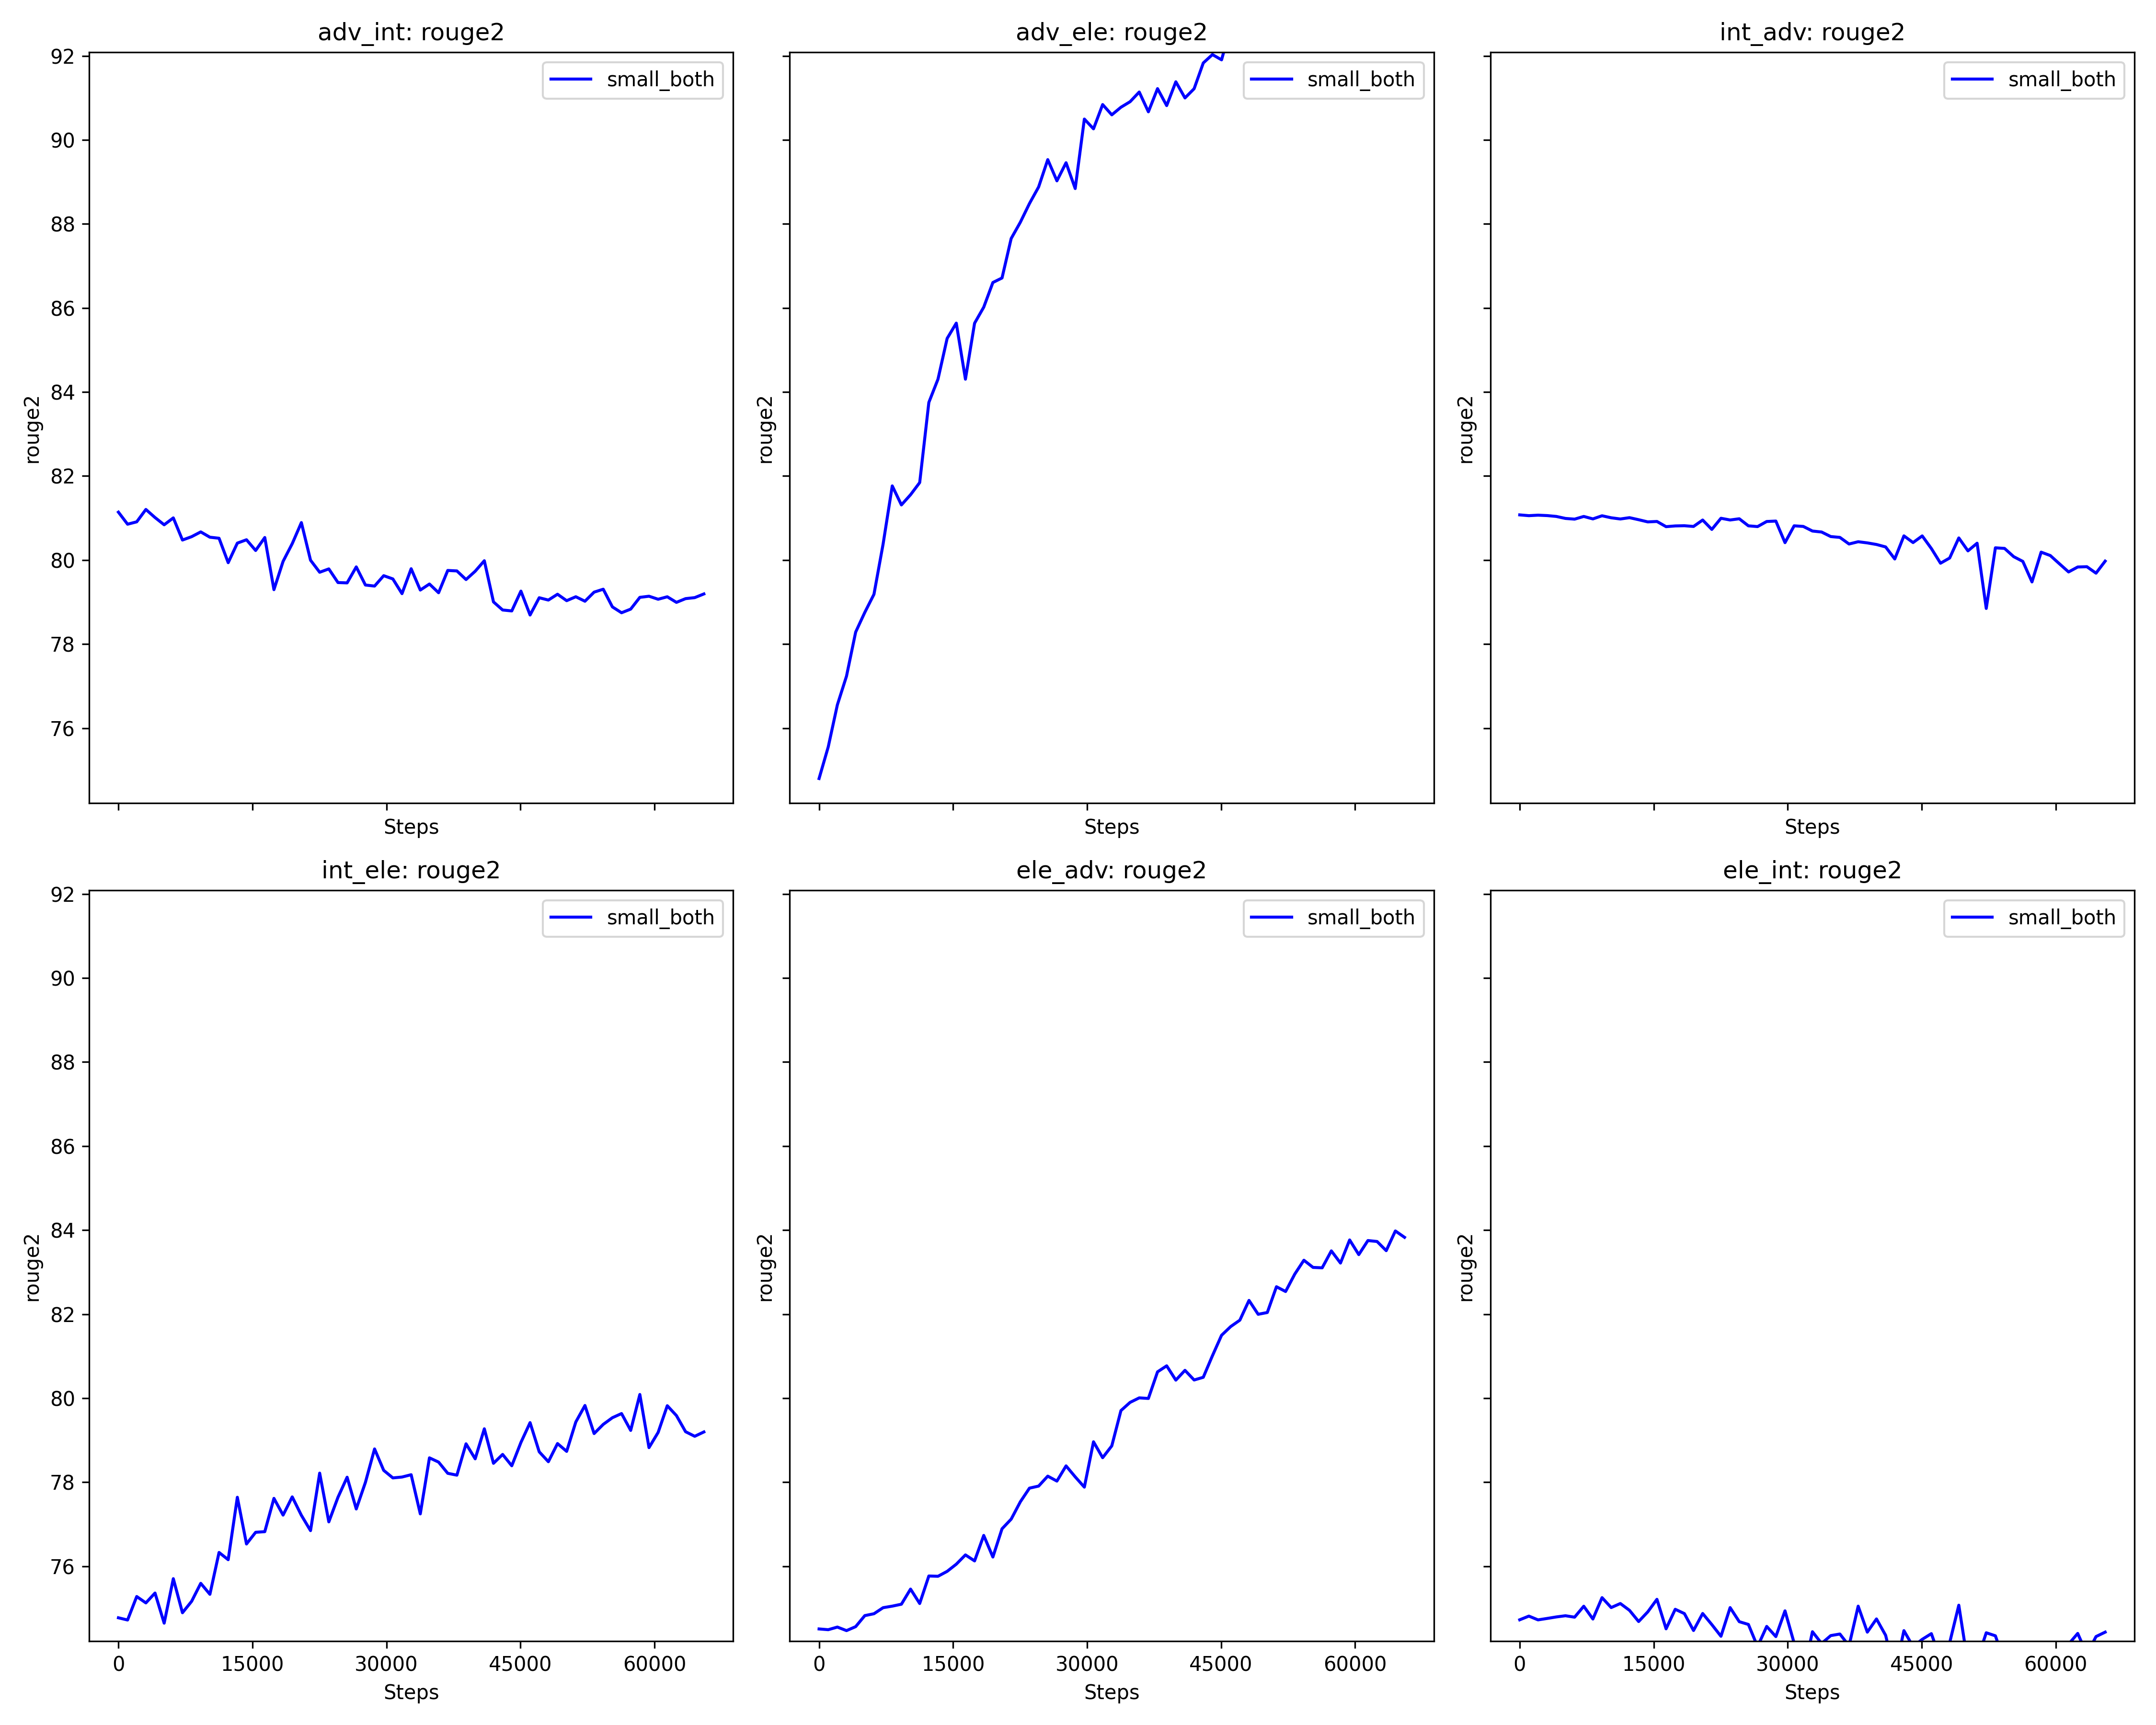 adv_int: rouge2
small_both
92
90
88
86
84
82
80
78
76
rouge2
Steps
adv_ele: rouge2
small_both
rouge2
Steps
int_adv: rouge2
small_both
rouge2
Steps
int_ele: rouge2
small_both
92
90
88
86
84
82
80
78
76
rouge2
0 15000 30000 45000 60000
Steps
ele_adv: rouge2
small_both
rouge2
0 15000 30000 45000 60000
Steps
ele_int: rouge2
small_both
rouge2
0 15000 30000 45000 60000
Steps